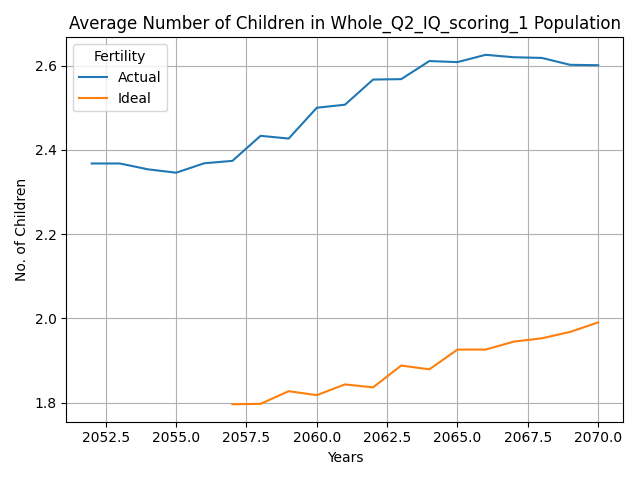 Average Number of Children in Whole_Q2_IQ_scoring_1 Population
Fertility
Actual
Ideal
No. of Children
2.6
2.4
2.2
2.0
1.8
2052.5 2055.0 2057.5 2060.0 2062.5 2065.0 2067.5 2070.0
Years